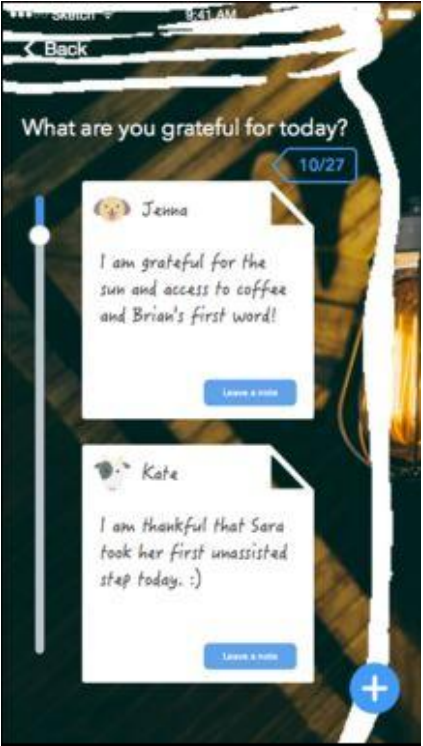 Sketch 9:41 AM
Back
What are you grateful for today?
10/27
Jenna
I am grateful for the
sun and access to coffee
and Brian's first word!
Leave a note
Kate
I am thankful that Sara
took her first unassisted
step today. :)
Leave a note